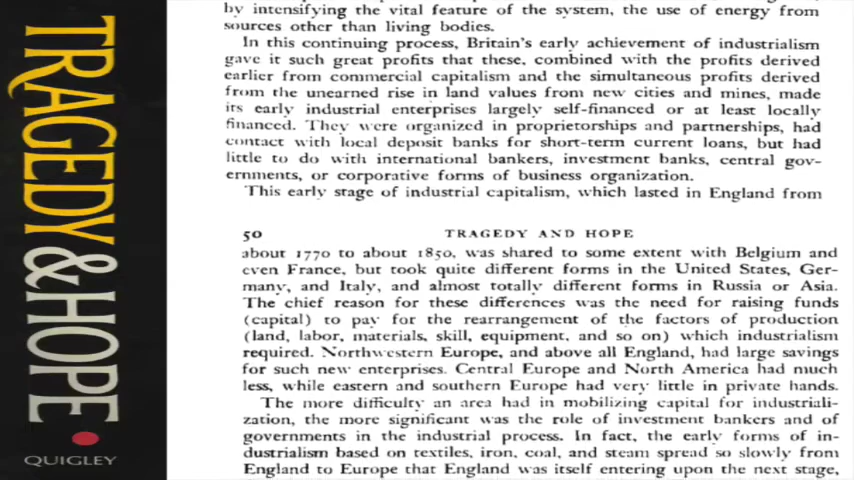 TRAGEDY & HOPE
QUIGLEY
by intensifying the vital feature of the system, the use of energy from
sources other than living bodies.
In this continuing process, Britain's early achievement of industrialism
gave it such great profits that these, combined with the profits derived
earlier from commercial capitalism and the simultaneous profits derived
from the unearned rise in land values from new cities and mines, made
its early industrial enterprises largely self-financed or at least locally
financed. They were organized in proprietorships and partnerships, had
contact with local deposit banks for short-term current loans, but had
little to do with international bankers, investment banks, central gov-
ernments, or corporative forms of business organization.
This early stage of industrial capitalism, which lasted in England from
50 TRAGEDY AND HOPE
about 1770 to about 1850, was shared to some extent with Belgium and
even France, but took quite different forms in the United States, Ger-
many, and Italy, and almost totally different forms in Russia or Asia.
The chief reason for these differences was the need for raising funds
(capital) to pay for the rearrangement of the factors of production
(land, labor, materials, skill, equipment, and so on) which industrialism
required. Northwestern Europe, and above all England, had large savings
for such new enterprises. Central Europe and North America had much
less, while eastern and southern Europe had very little in private hands.
The more difficulty an area had in mobilizing capital for industriali-
zation, the more significant was the role of investment bankers and of
governments in the industrial process. In fact, the early forms of in-
dustrialism based on textiles, iron, coal, and steam spread so slowly from
England to Europe that England was itself entering upon the next stage,